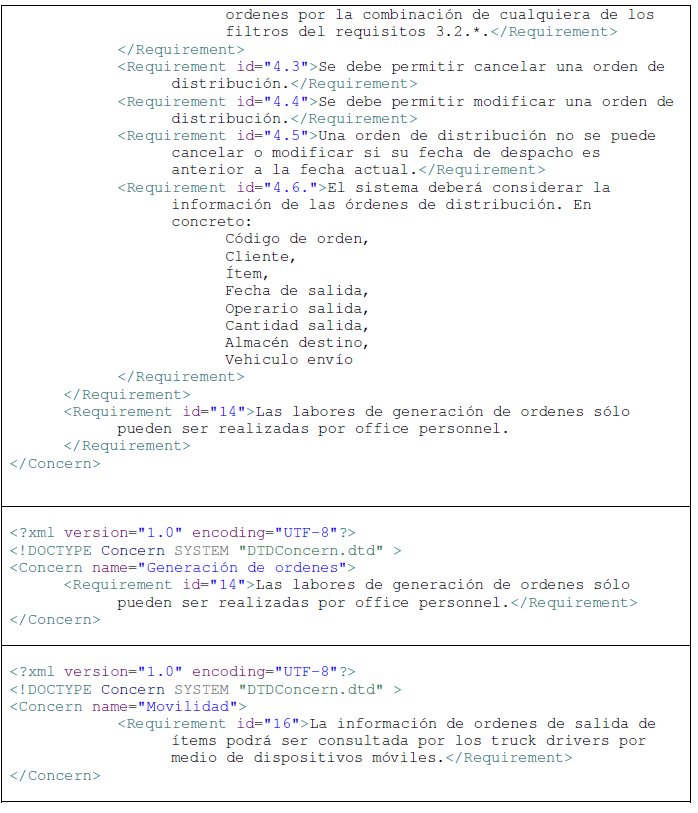 ordenes por la combinación de cualquiera de los
filtros del requisitos 3.2.*.</Requirement>
</Requirement>
<Requirement id="4.3">Se debe permitir cancelar una orden de
distribución.</Requirement>
<Requirement id="4.4">Se debe permitir modificar una orden de
distribución.</Requirement>
<Requirement id="4.5">Una orden de distribución no se puede
cancelar o modificar si su fecha de despacho es
anterior a la fecha actual.</Requirement>
<Requirement id="4.6.">El sistema deberá considerar la
información de las órdenes de distribución. En
concreto:
Código de orden,
Cliente,
Ítem,
Fecha de salida,
Operario salida,
Cantidad salida,
Almacén destino,
Vehiculo envío
</Requirement>
</Requirement>
<Requirement id="14">Las labores de generación de ordenes sólo
pueden ser realizadas por office personnel.
</Requirement>
</Concern>
<?xml version="1.0" encoding="UTF-8"?>
<!DOCTYPE Concern SYSTEM "DTDConcern.dtd" >
<Concern name="Generación de ordenes">
<Requirement id="14">Las labores de generación de ordenes sólo
pueden ser realizadas por office personnel.</Requirement>
</Concern>
<?xml version="1.0" encoding="UTF-8"?>
<!DOCTYPE Concern SYSTEM "DTDConcern.dtd" >
<Concern name="Movilidad">
<Requirement id="16">La información de ordenes de salida de
ítems podrá ser consultada por los truck drivers por
medio de dispositivos móviles.</Requirement>
</Concern>